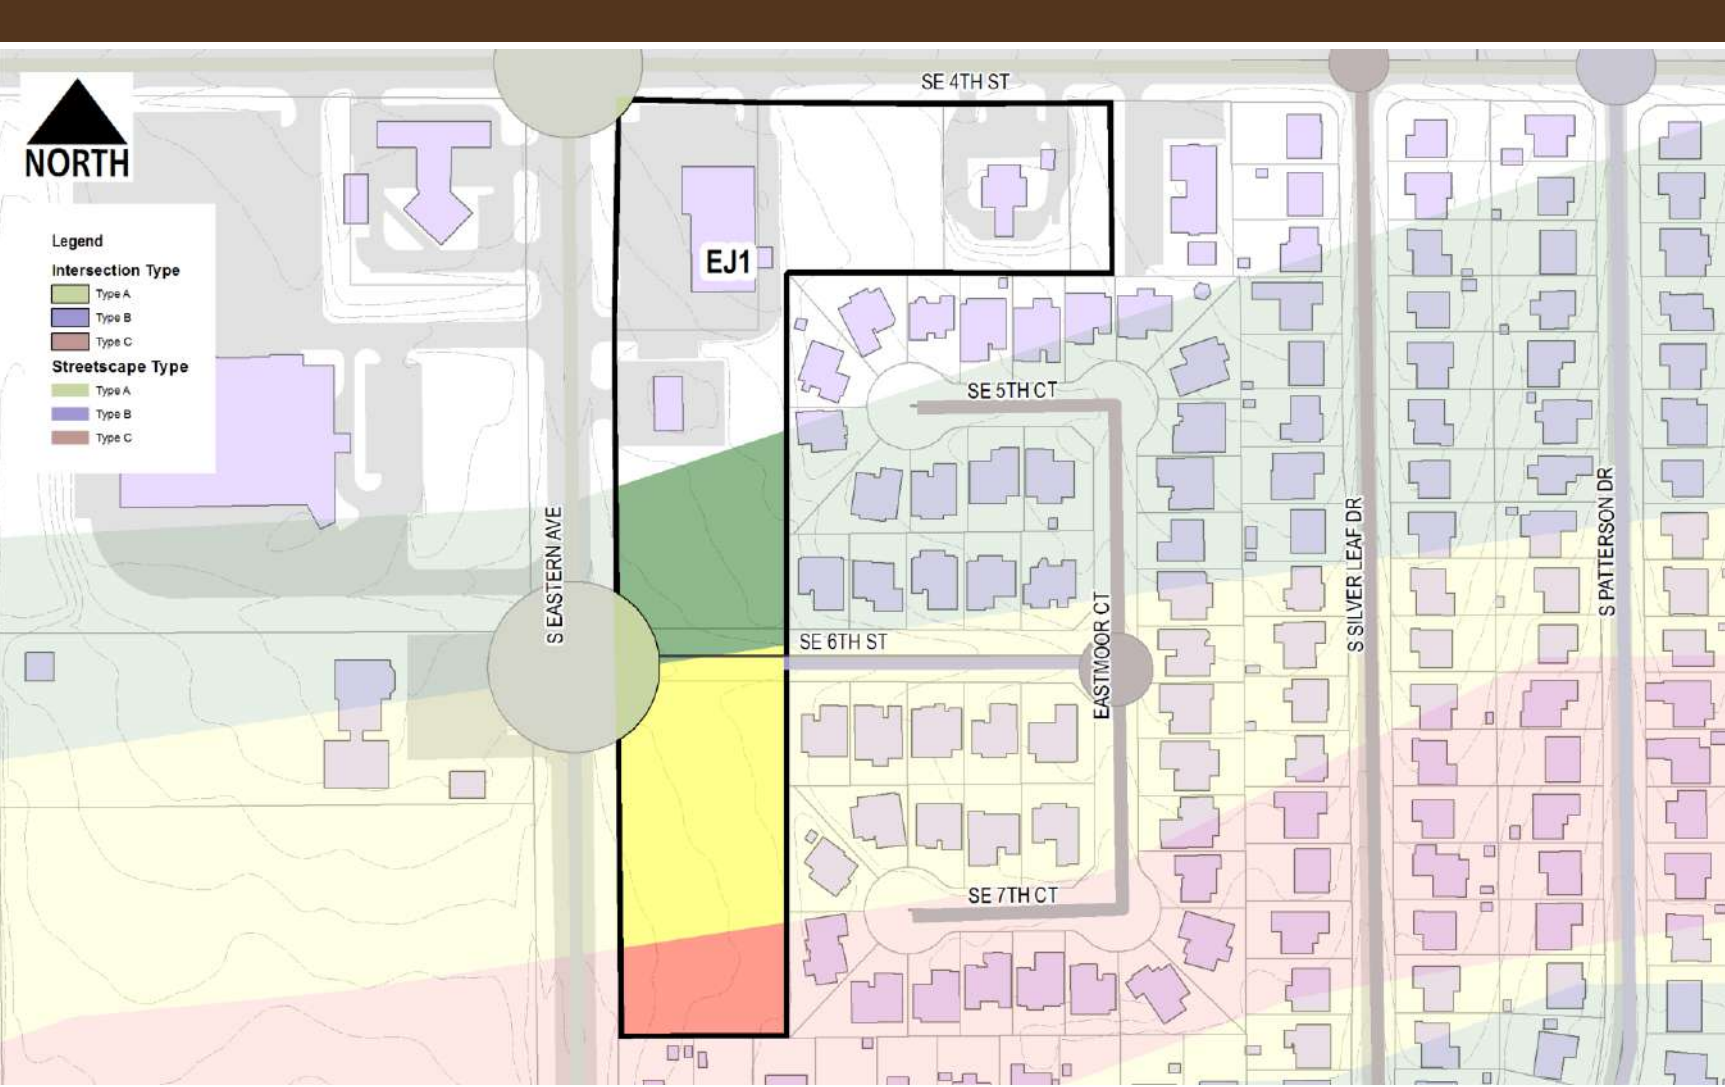 SE 4TH ST
NORTH
Legend
Intersection Type
Type A
Type B
Type C
Streetscape Type
Type A
Type B
Type C
EJ1
SE 5TH CT
S EASTERN AVE
SE 6TH ST
EASTMOOR CT
S SILVER LEAF DR
S PATTERSON DR
SE 7TH CT